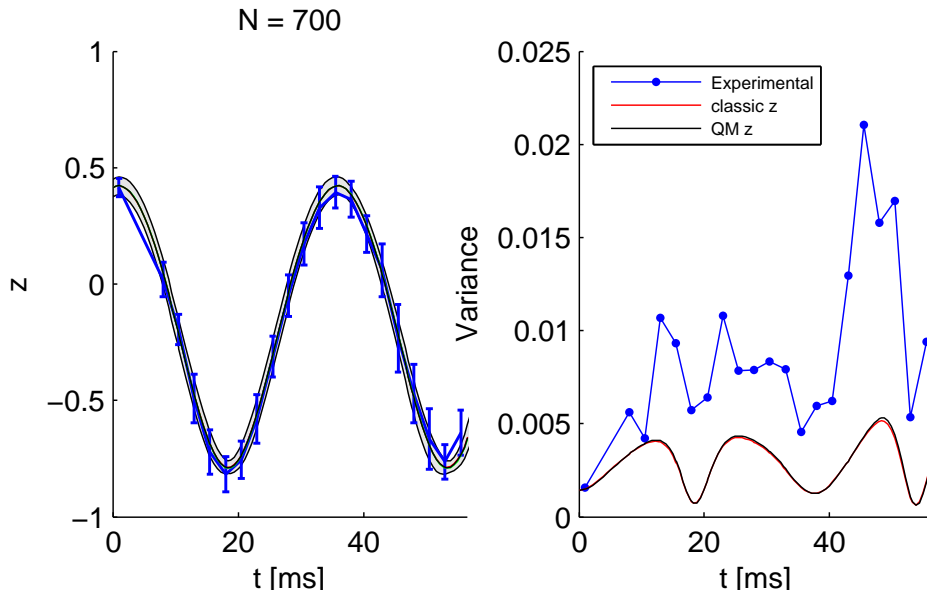 N = 700
1
0.5
0
−0.5
−1
z
0
20
40
t [ms]
0.025
0.02
0.015
0.01
0.005
0
Variance
Experimental
classic z
QM z
0
20
40
t [ms]